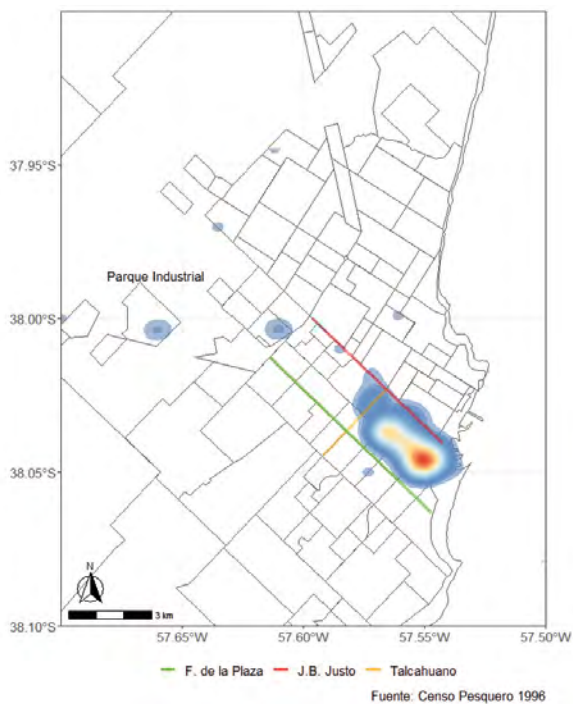 37.95°S
Parque Industrial
38.00°S
38.05°S
N
3 km
38.10°S
57.65°W 57.60°W 57.55°W 57.50°W
F. de la Plaza J.B. Justo Talcahuano
Fuente: Censo Pesquero 1996